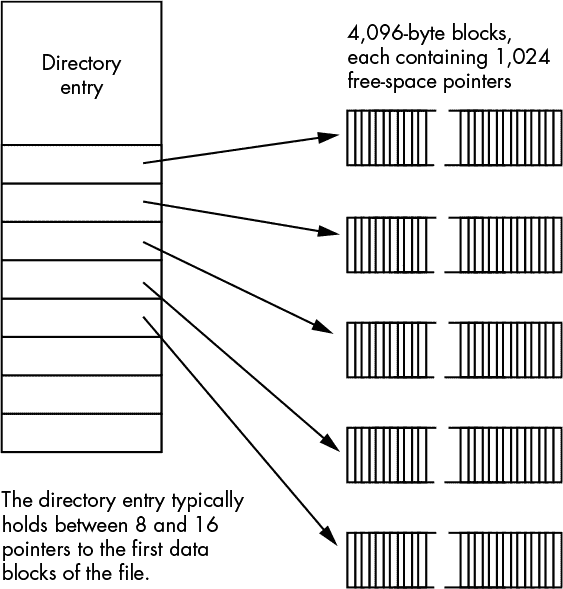 Directory
entry
4,096-byte blocks,
each containing 1,024
free-space pointers
The directory entry typically
holds between 8 and 16
pointers to the first data
blocks of the file.